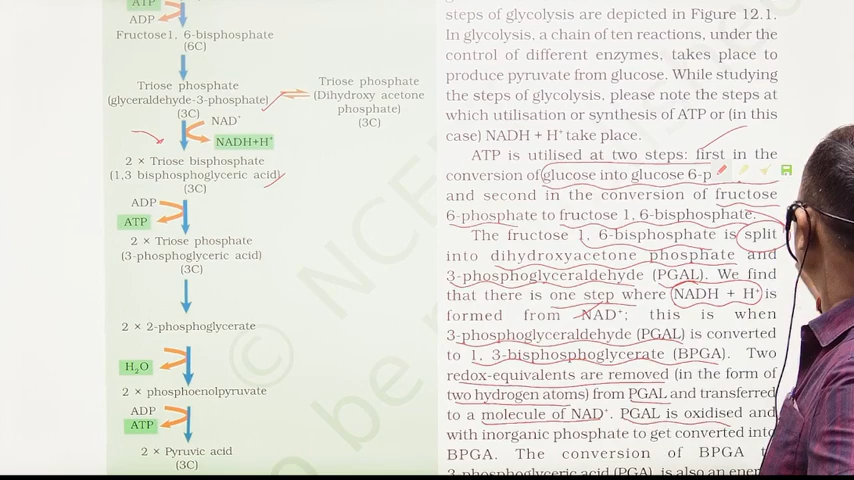 ATP
ADP
Fructose1, 6-bisphosphate
(6C)
Triose phosphate
(glyceraldehyde-3-phosphate)
(3C)
Triose phosphate
(Dihydroxy acetone
phosphate)
(3C)
NAD⁺
NADH+H⁺
2 × Triose bisphosphate
(1,3 bisphosphoglyceric acid)
(3C)
ADP
ATP
2 × Triose phosphate
(3-phosphoglyceric acid)
(3C)
2 × 2-phosphoglycerate
H₂O
2 × phosphoenolpyruvate
ADP
ATP
2 × Pyruvic acid
(3C)
steps of glycolysis are depicted in Figure 12.1.
In glycolysis, a chain of ten reactions, under the
control of different enzymes, takes place to
produce pyruvate from glucose. While studying
the steps of glycolysis, please note the steps at
which utilisation or synthesis of ATP or (in this
case) NADH + H⁺ take place.
ATP is utilised at two steps: first in the
conversion of glucose into glucose 6-p
and second in the conversion of fructose
6-phosphate to fructose 1, 6-bisphosphate.
The fructose 1, 6-bisphosphate is split
into dihydroxyacetone phosphate and
3-phosphoglyceraldehyde (PGAL). We find
that there is one step where NADH + H⁺ is
formed from NAD⁺; this is when
3-phosphoglyceraldehyde (PGAL) is converted
to 1, 3-bisphosphoglycerate (BPGA). Two
redox-equivalents are removed (in the form of
two hydrogen atoms) from PGAL and transferred
to a molecule of NAD⁺. PGAL is oxidised and
with inorganic phosphate to get converted into
BPGA. The conversion of BPGA
3-phosphoglyceric acid (PGA), is also an
© NCE
to be